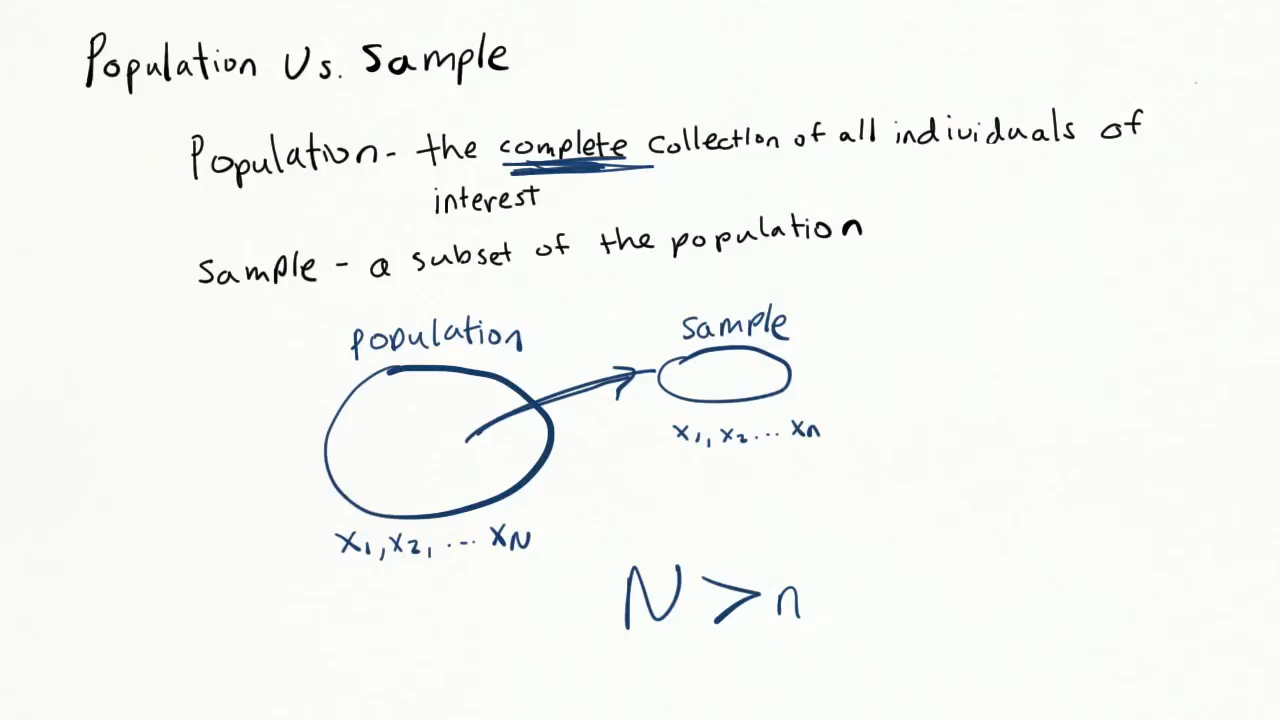 Population Vs. Sample
Population - the complete collection of all individuals of
interest
Sample - a subset of the population
population
sample
x₁, x₂ ... xₙ
x₁, x₂, ... x_N
N > n